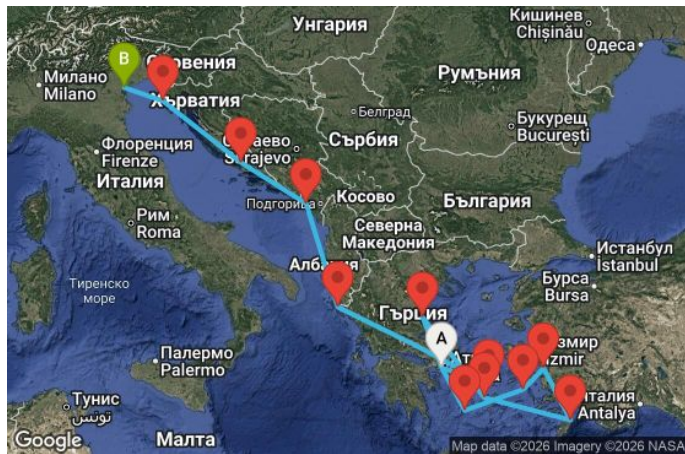 Унгария
Кишинев
Chișinău
Одеса
Словения
Милано
Milano
B
Хърватия
Румъния
Белград
Букурещ
București
Флоренция
Firenze
Сараево
Sarajevo
Сърбия
Италия
Подгорица
Косово
България
Рим
Roma
Северна
Македония
Истанбул
İstanbul
Албания
Тиренско
море
Бурса
Bursa
Гърция
A
Палермо
Palermo
Измир
İzmir
Анталия
Antalya
Тунис
تونس
Малта
Google
Map data ©2026 Imagery ©2026 NASA